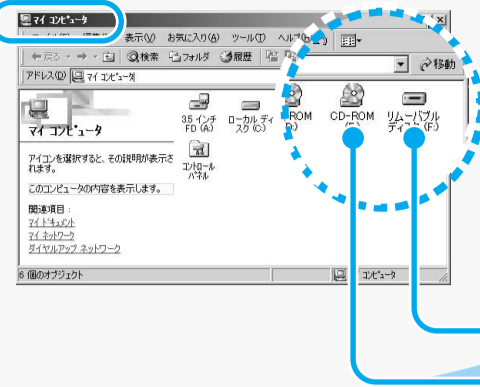 マイ コンピュータ
表示(V) お気に入り(A) ツール(T)
戻る 検索 フォルダ 履歴
アドレス(D) マイ コンピュータ 移動
マイ コンピュータ
アイコンを選択すると、その説明が表示されます。
このコンピュータの内容を表示します。
関連項目:
マイ ドキュメント
マイ ネットワーク
ダイヤルアップ ネットワーク
3.5 インチ
FD (A:)
ローカル ディ
スク (C:)
CD-ROM
リムーバブル
ディスク (F:)
コントロール
パネル
6 個のオブジェクト
マイ コンピュータ